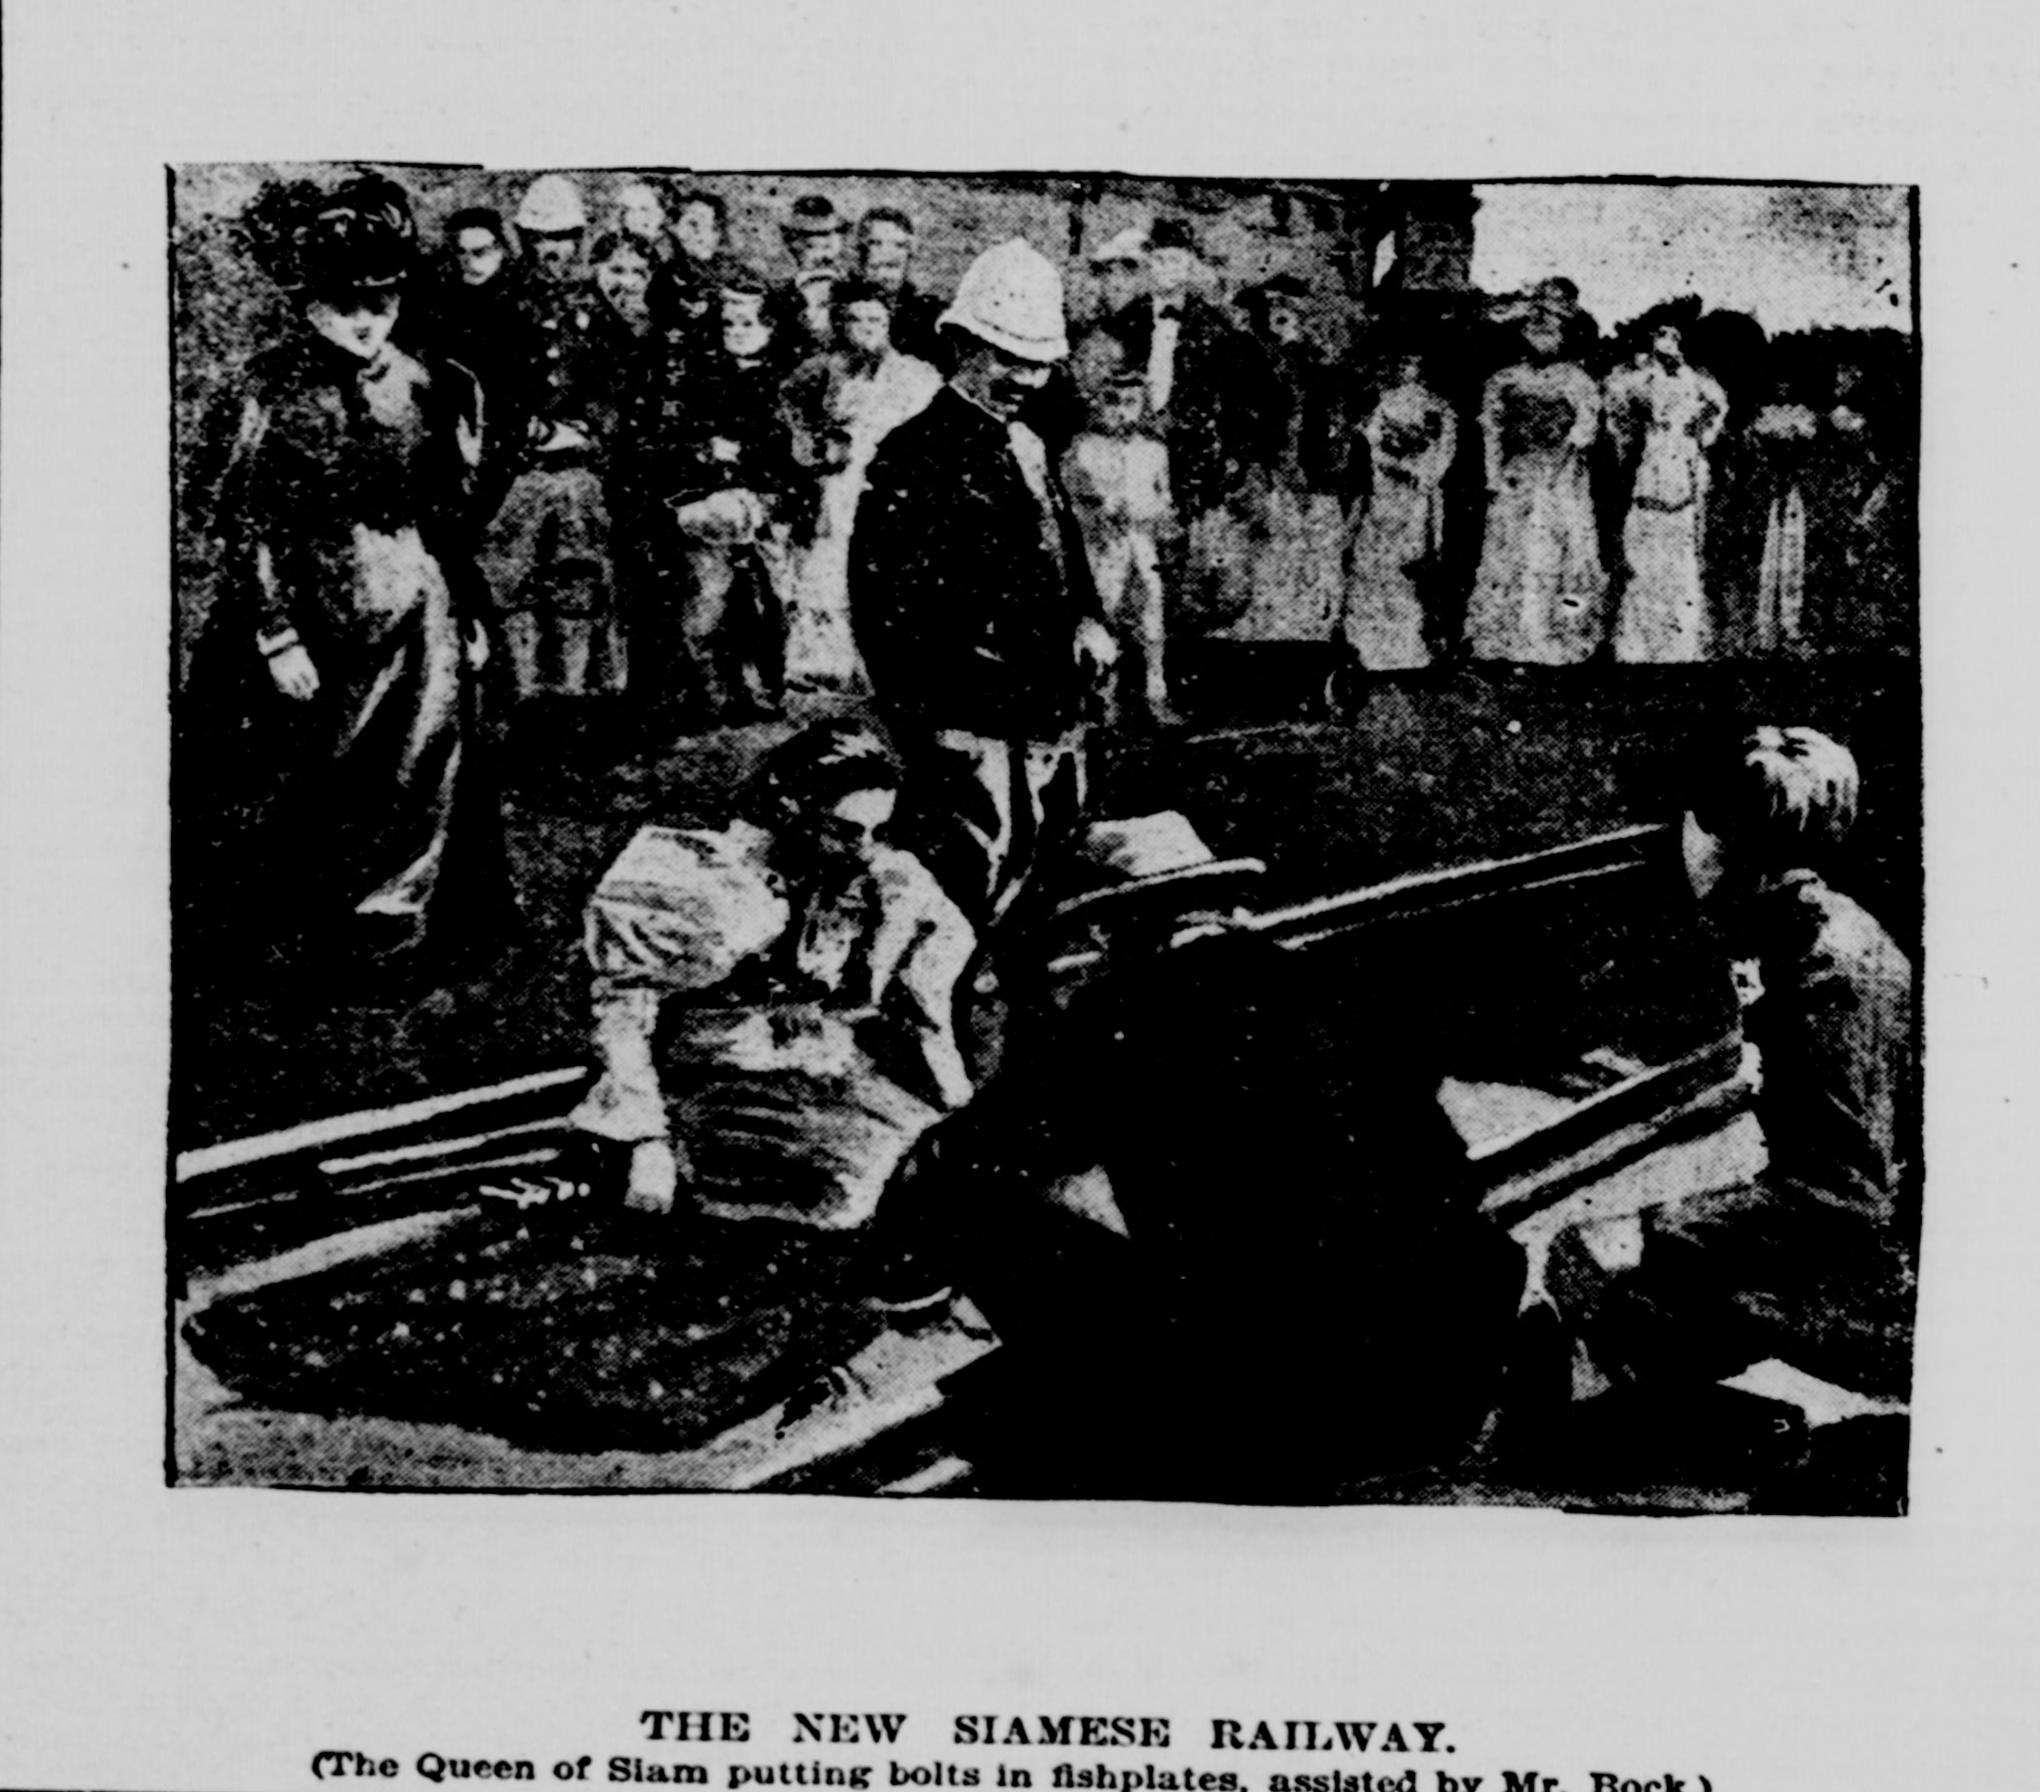 THE NEW SIAMESE RAILWAY.
(The Queen of Siam putting bolts in fishplates, assisted by Mr. Bock.)